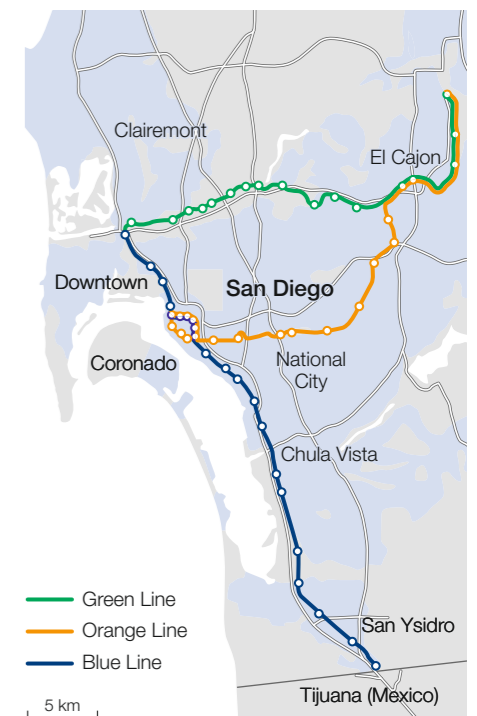 Clairemont
El Cajon
Downtown
San Diego
Coronado
National
City
Chula Vista
Green Line
Orange Line
Blue Line
San Ysidro
5 km
Tijuana (Mexico)